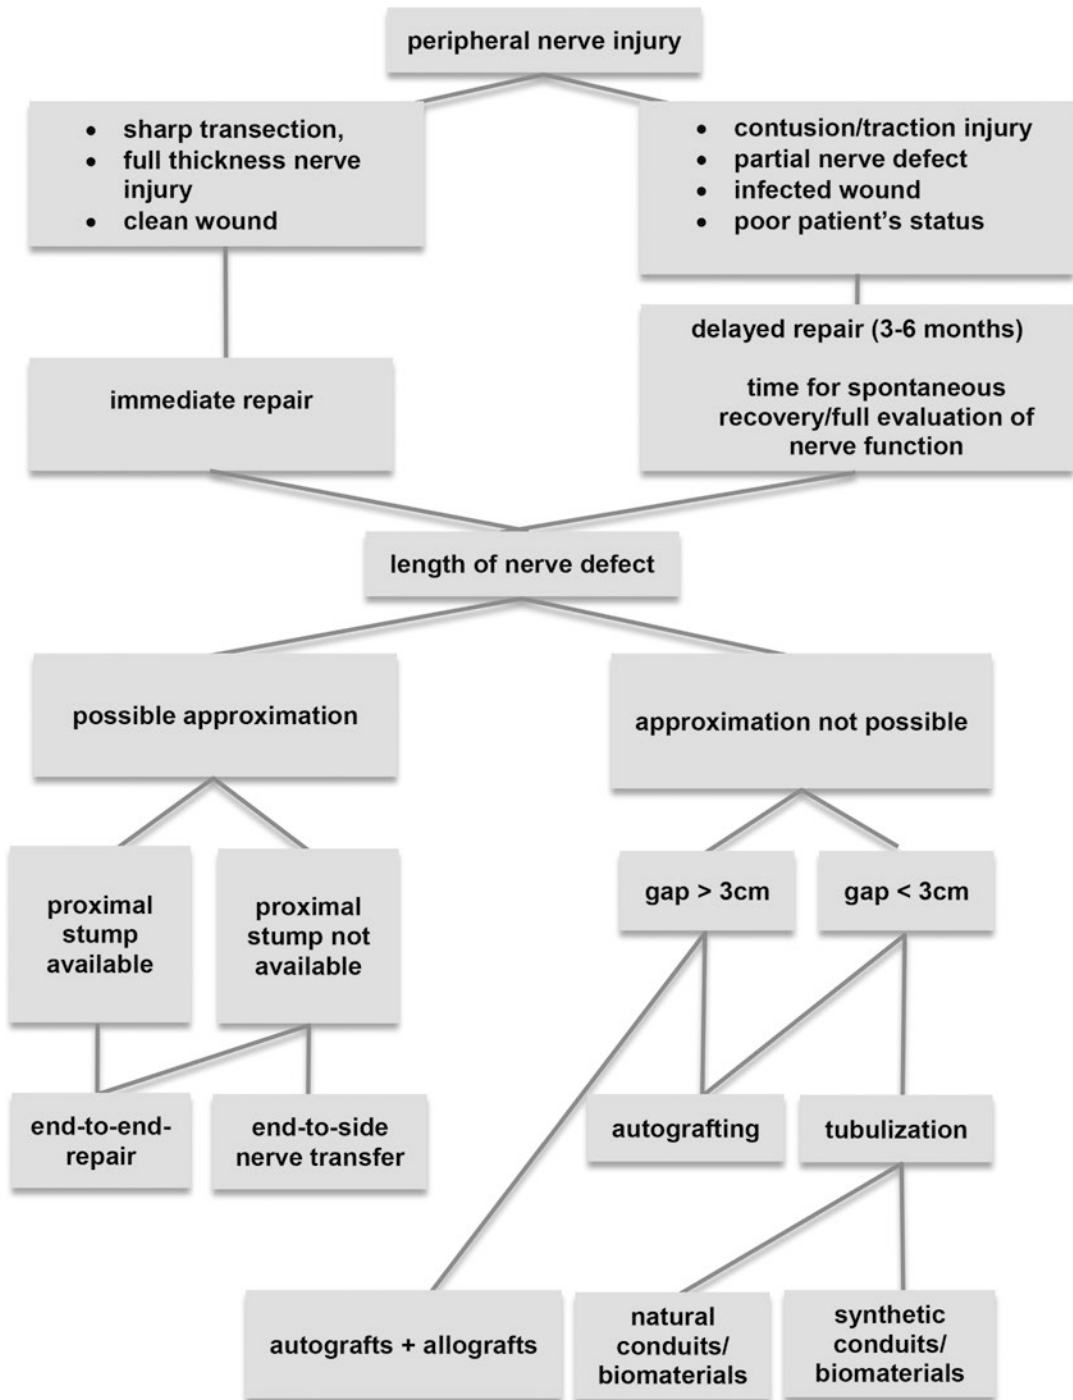 peripheral nerve injury
• sharp transection,
• full thickness nerve
injury
• clean wound
• contusion/traction injury
• partial nerve defect
• infected wound
• poor patient's status
immediate repair
delayed repair (3-6 months)
time for spontaneous
recovery/full evaluation of
nerve function
length of nerve defect
possible approximation
approximation not possible
proximal
stump
available
proximal
stump not
available
gap > 3cm
gap < 3cm
end-to-end-
repair
end-to-side
nerve transfer
autografting
tubulization
autografts + allografts
natural
conduits/
biomaterials
synthetic
conduits/
biomaterials